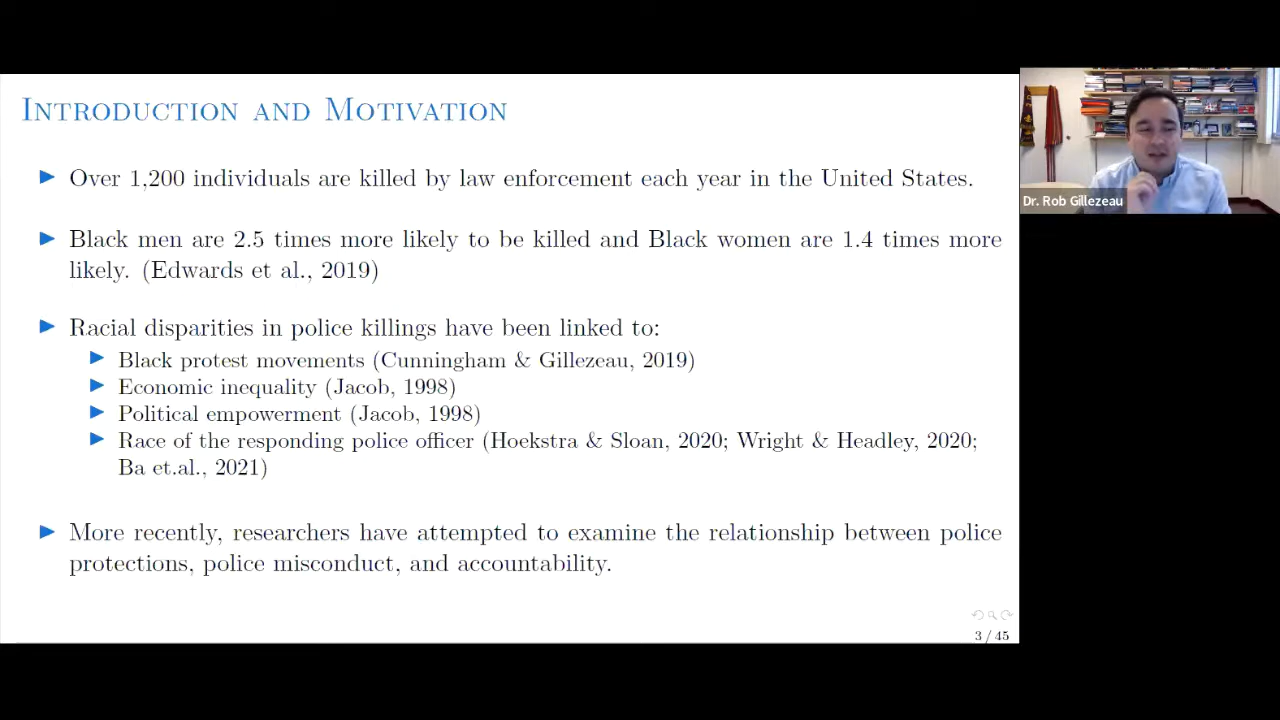 Introduction and Motivation
Over 1,200 individuals are killed by law enforcement each year in the United States.
Black men are 2.5 times more likely to be killed and Black women are 1.4 times more
likely. (Edwards et al., 2019)
Racial disparities in police killings have been linked to:
Black protest movements (Cunningham & Gillezeau, 2019)
Economic inequality (Jacob, 1998)
Political empowerment (Jacob, 1998)
Race of the responding police officer (Hoekstra & Sloan, 2020; Wright & Headley, 2020;
Ba et.al., 2021)
More recently, researchers have attempted to examine the relationship between police
protections, police misconduct, and accountability.
3 / 45
Dr. Rob Gillezeau